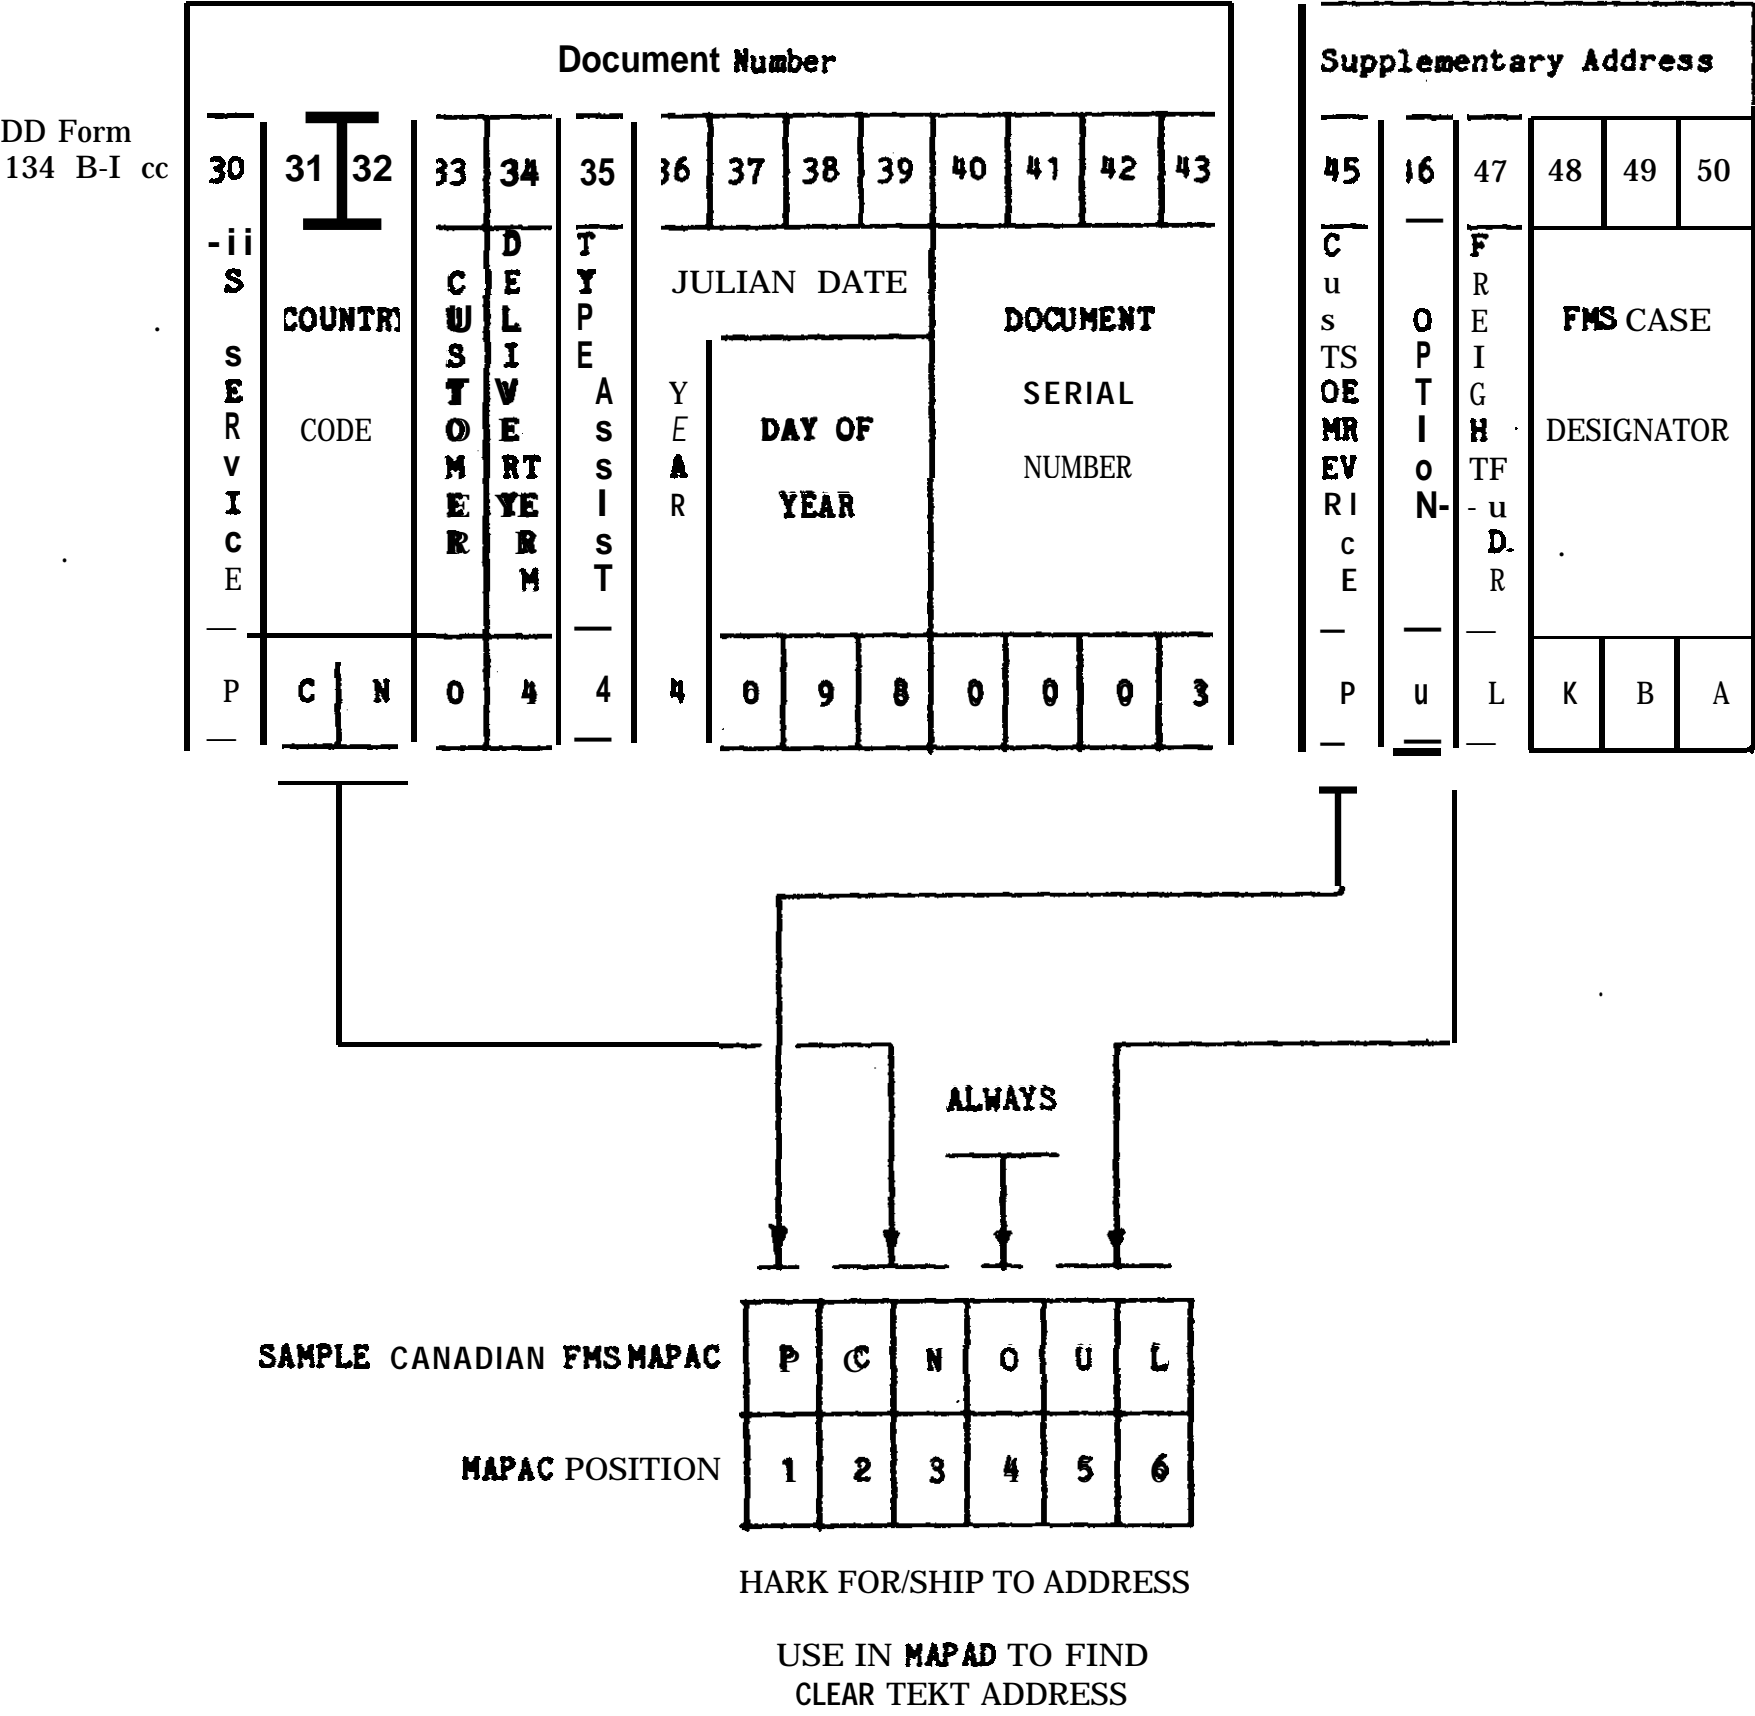 Document Number
Supplementary Address
DD Form
134 B-I cc
30 31 32 33 34 35 36 37 38 39 40 41 42 43
45 16 47 48 49 50
-ii
S SERVICE
COUNTRY
CODE
CUSTOMER
DELIVERY TERM
TYPE ASSIST
JULIAN DATE
YEAR
DAY OF
YEAR
DOCUMENT
SERIAL
NUMBER
CusTOMER SERVIcE
OPTIoN-
FREIGHT F-uD.R
FMS CASE
DESIGNATOR
P C N 0 4 4 4 0 9 8 0 0 0 3
P u L K B A
ALWAYS
SAMPLE CANADIAN FMS MAPAC P C N O U L
MAPAC POSITION 1 2 3 4 5 6
HARK FOR/SHIP TO ADDRESS
USE IN MAPAD TO FIND
CLEAR TEKT ADDRESS